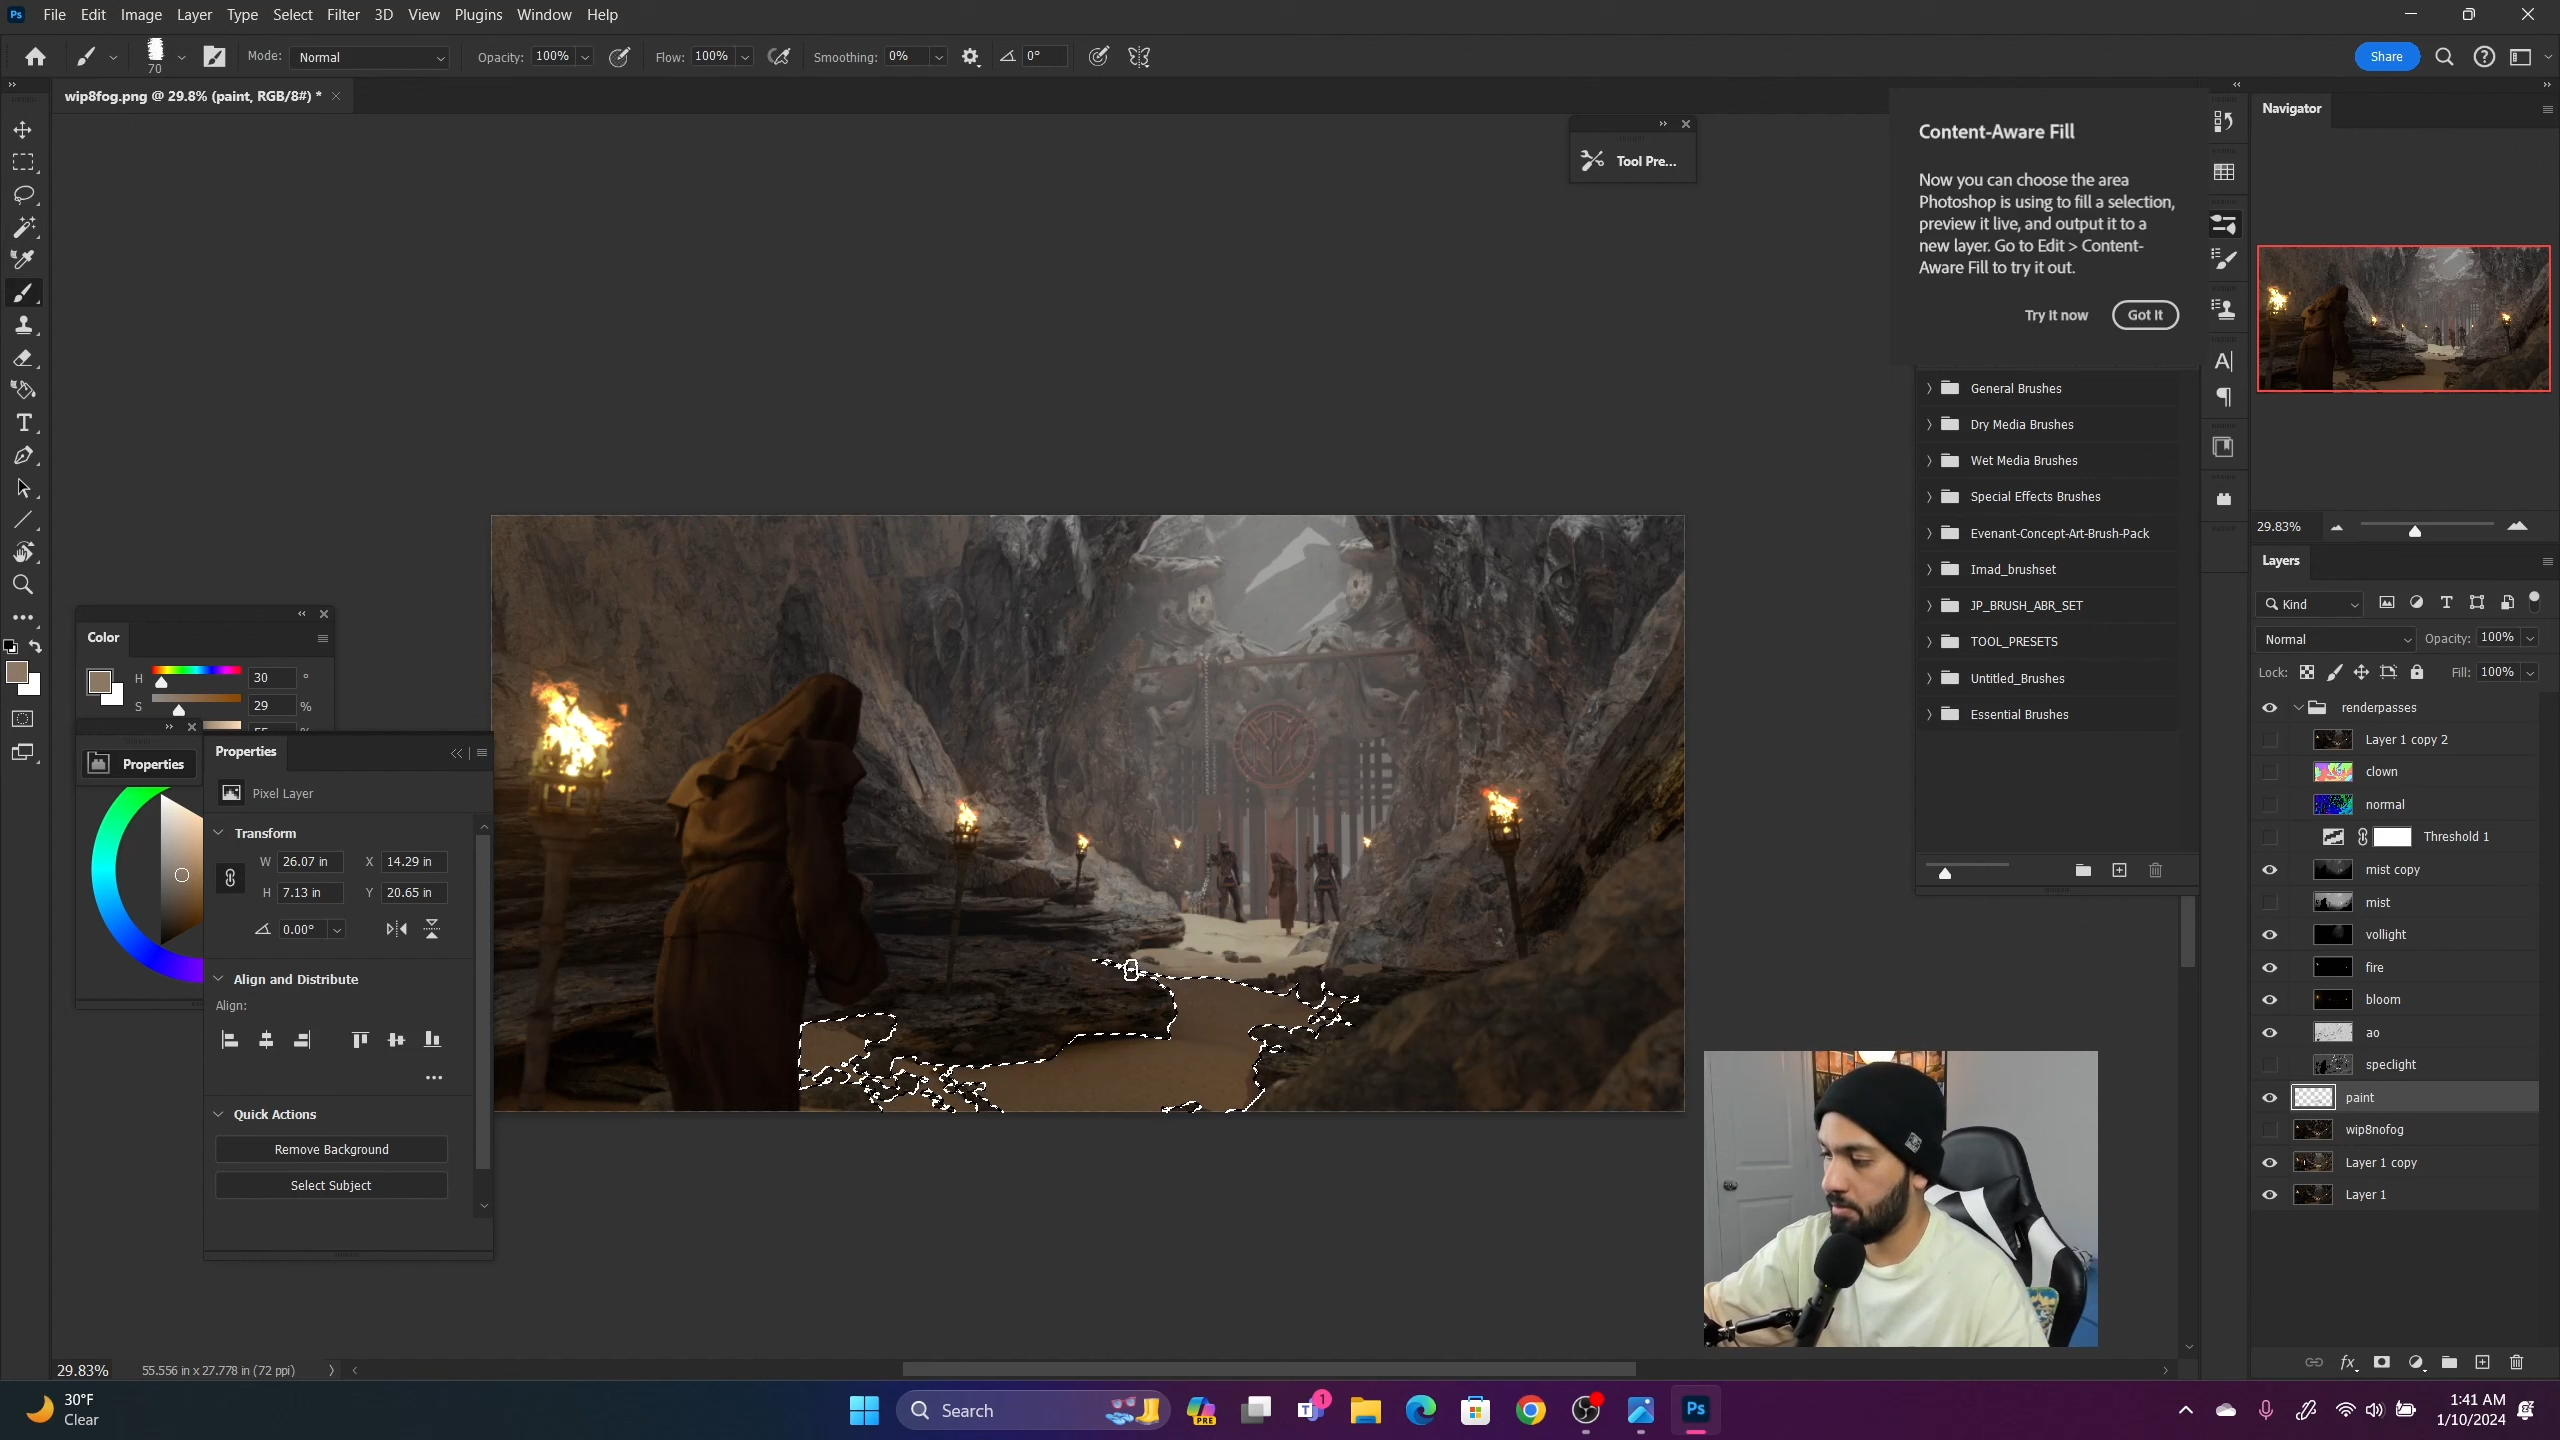 Ps File Edit Image Layer Type Select Filter 3D View Plugins Window Help
70 Mode: Normal Opacity: 100% Flow: 100% Smoothing: 0% 0° Share
wip8fog.png @ 29.8% (paint, RGB/8#) *
Tool Pre...
Content-Aware Fill
Now you can choose the area
Photoshop is using to fill a selection,
preview it live, and output it to a
new layer. Go to Edit > Content-
Aware Fill to try it out.
Try it now Got it
General Brushes
Dry Media Brushes
Wet Media Brushes
Special Effects Brushes
Evenant-Concept-Art-Brush-Pack
Imad_brushset
JP_BRUSH_ABR_SET
TOOL_PRESETS
Untitled_Brushes
Essential Brushes
Navigator
29.83%
Layers
Kind
Normal Opacity: 100%
Lock: Fill: 100%
renderpasses
Layer 1 copy 2
clown
normal
Threshold 1
mist copy
mist
vollight
fire
bloom
ao
speclight
paint
wip8nofog
Layer 1 copy
Layer 1
Color
H 30 °
S 29 %
Properties
Properties
Pixel Layer
Transform
W 26.07 in X 14.29 in
H 7.13 in Y 20.65 in
0.00°
Align and Distribute
Align:
Quick Actions
Remove Background
Select Subject
29.83% 55.556 in x 27.778 in (72 ppi)
30°F
Clear
Search
PRE
1
Ps
1:41 AM
1/10/2024